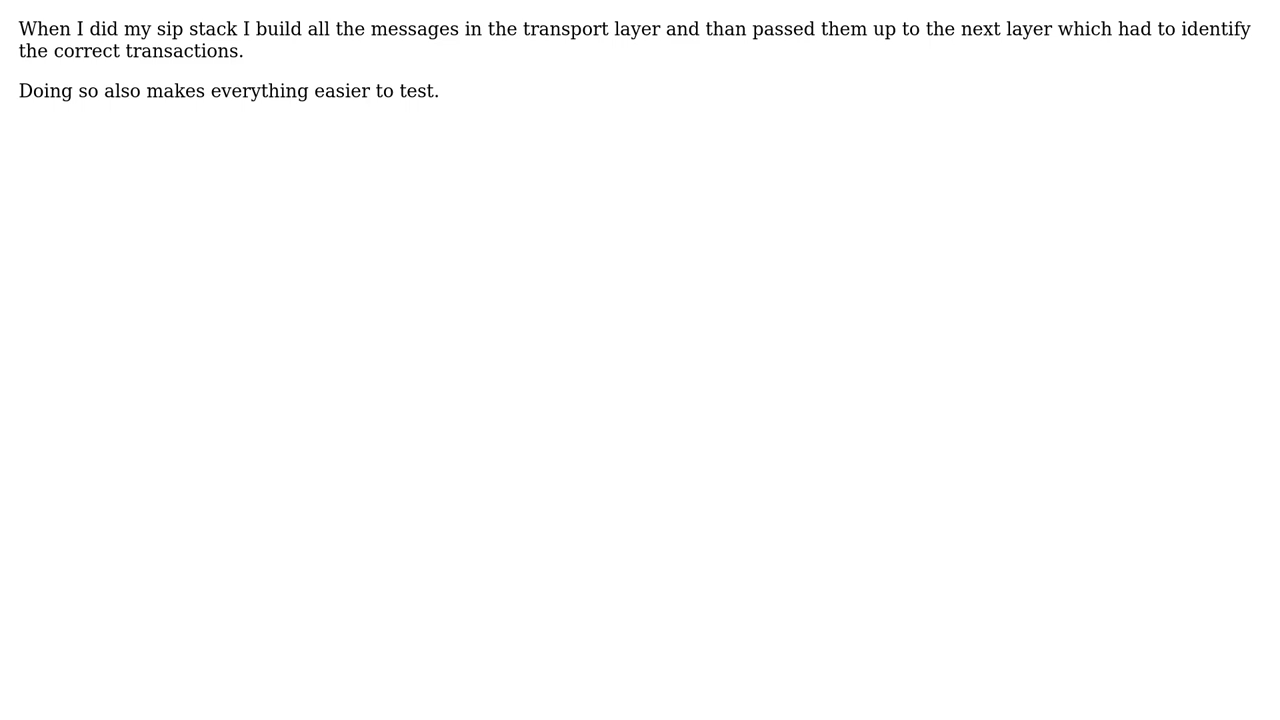 When I did my sip stack I build all the messages in the transport layer and than passed them up to the next layer which had to identify
the correct transactions.
Doing so also makes everything easier to test.